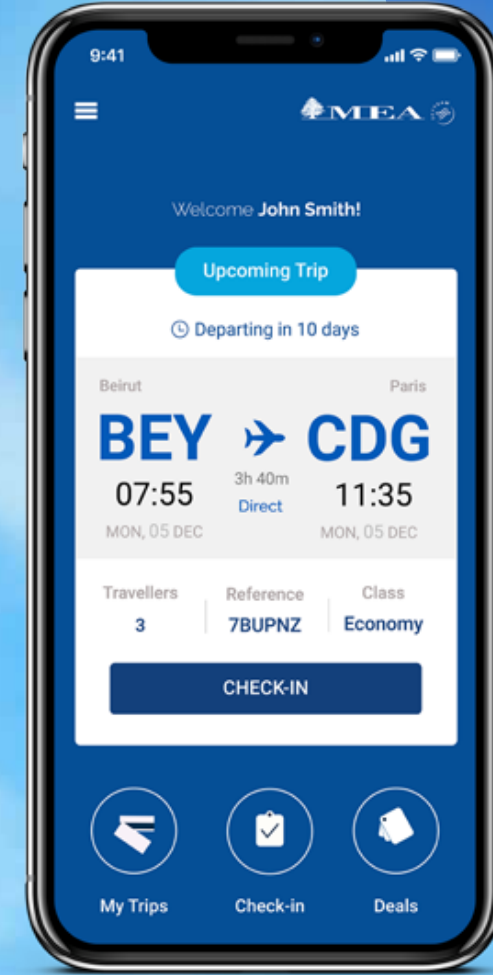 9:41
MEA
Welcome John Smith!
Upcoming Trip
Departing in 10 days
Beirut Paris
BEY CDG
3h 40m
07:55 Direct 11:35
MON, 05 DEC MON, 05 DEC
Travellers Reference Class
3 7BUPNZ Economy
CHECK-IN
My Trips Check-in Deals